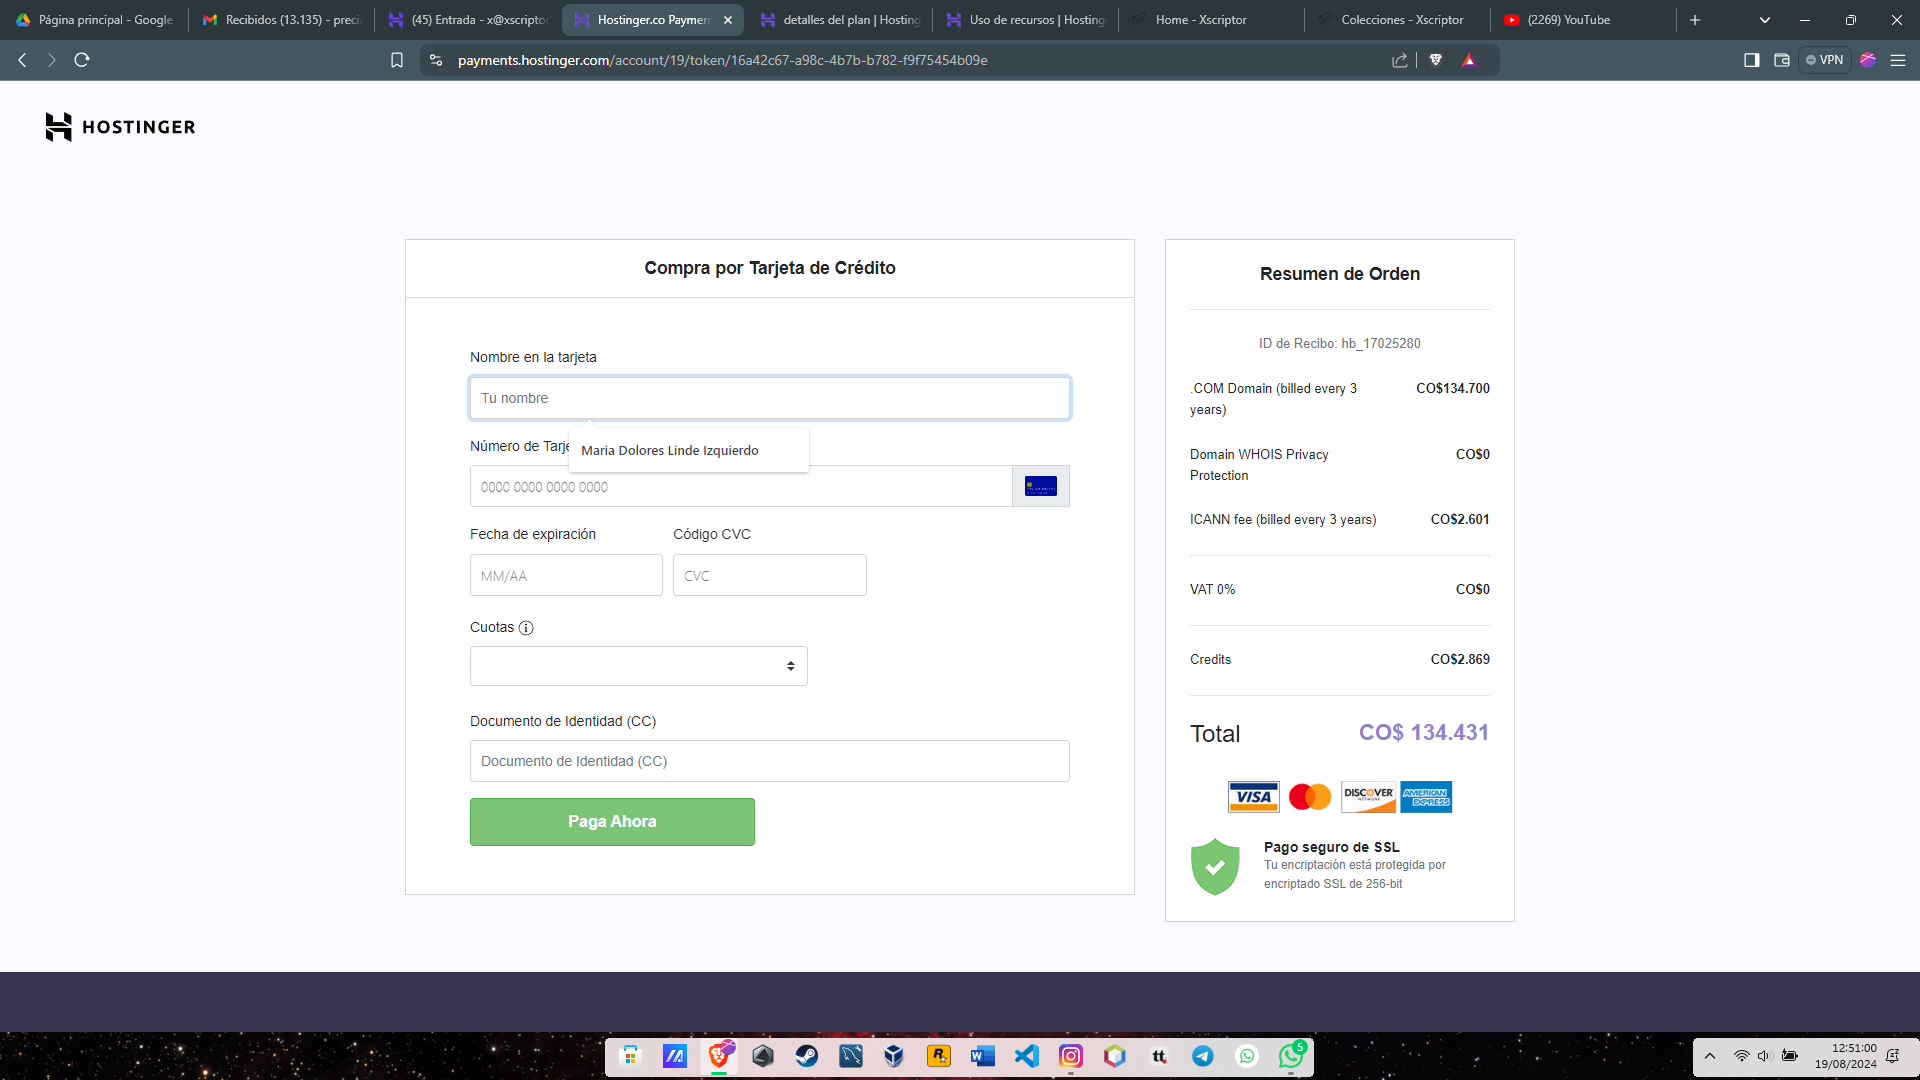 Página principal - Google
Recibidos (13.135) - preci
(45) Entrada - x@xscriptor
Hostinger.co Paymen
detalles del plan | Hosting
Uso de recursos | Hosting
Home - Xscriptor
Colecciones - Xscriptor
(2269) YouTube
payments.hostinger.com/account/19/token/16a42c67-a98c-4b7b-b782-f9f75454b09e
VPN
HOSTINGER
Compra por Tarjeta de Crédito
Nombre en la tarjeta
Tu nombre
Número de Tarje
Maria Dolores Linde Izquierdo
0000 0000 0000 0000
Fecha de expiración
Código CVC
MM/AA
CVC
Cuotas
Documento de Identidad (CC)
Documento de Identidad (CC)
Paga Ahora
Resumen de Orden
ID de Recibo: hb_17025280
.COM Domain (billed every 3 CO$134.700
years)
Domain WHOIS Privacy CO$0
Protection
ICANN fee (billed every 3 years) CO$2.601
VAT 0% CO$0
Credits CO$2.869
Total CO$ 134.431
VISA
DISCOVER
NETWORK
AMERICAN
EXPRESS
Pago seguro de SSL
Tu encriptación está protegida por
encriptado SSL de 256-bit
R
W
tt
5
12:51:00
19/08/2024